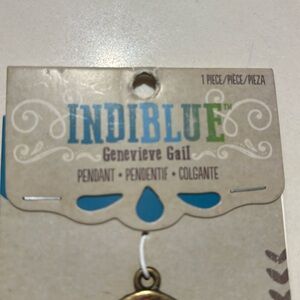 1 PIECE/PIÈCE/PIEZA
INDIBLUE™
Genevieve Gail
PENDANT • PENDENTIF • COLGANTE